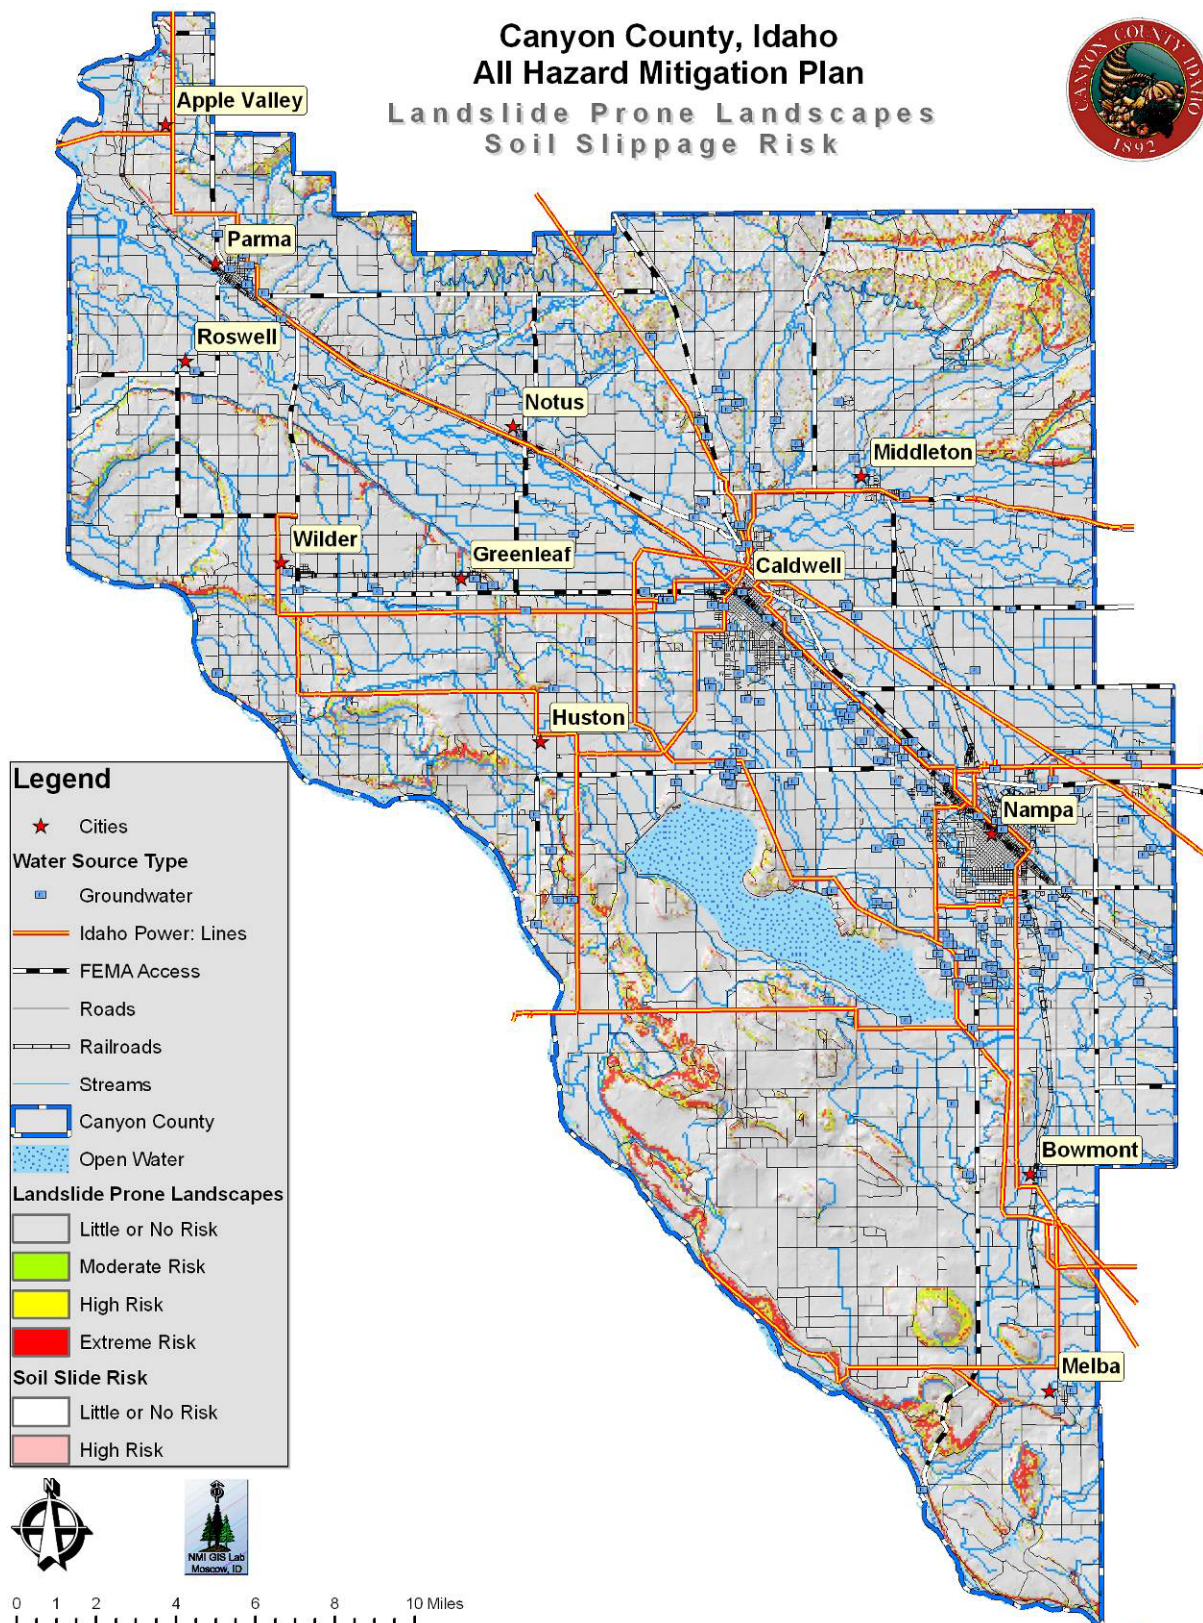 Canyon County, Idaho
All Hazard Mitigation Plan
Landslide Prone Landscapes
Soil Slippage Risk
CANYON COUNTY, IDAHO
1892
Apple Valley
Parma
Roswell
Notus
Middleton
Wilder
Greenleaf
Caldwell
Huston
Nampa
Bowmont
Melba
Legend
Cities
Water Source Type
Groundwater
Idaho Power: Lines
FEMA Access
Roads
Railroads
Streams
Canyon County
Open Water
Landslide Prone Landscapes
Little or No Risk
Moderate Risk
High Risk
Extreme Risk
Soil Slide Risk
Little or No Risk
High Risk
N
NMI GIS Lab
Moscow, ID
0 1 2 4 6 8 10 Miles